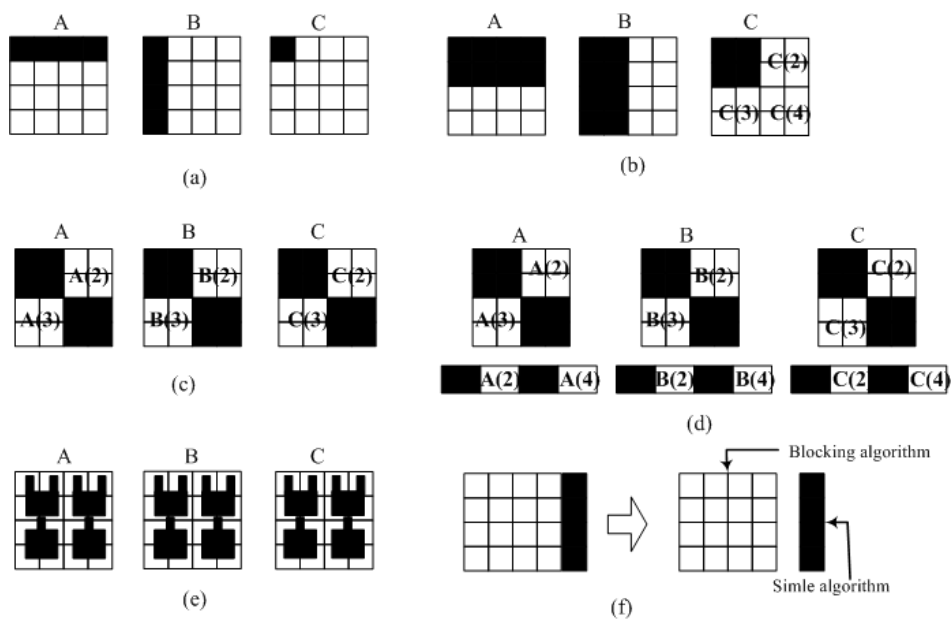 A B C
(a)
A B C
C(2)
C(3) C(4)
(b)
A B C
A(2) B(2) C(2)
A(3) B(3) C(3)
(c)
A B C
A(2) B(2) C(2)
A(3) B(3) C(3)
A(2) A(4) B(2) B(4) C(2 C(4)
(d)
A B C
(e)
Blocking algorithm
Simle algorithm
(f)